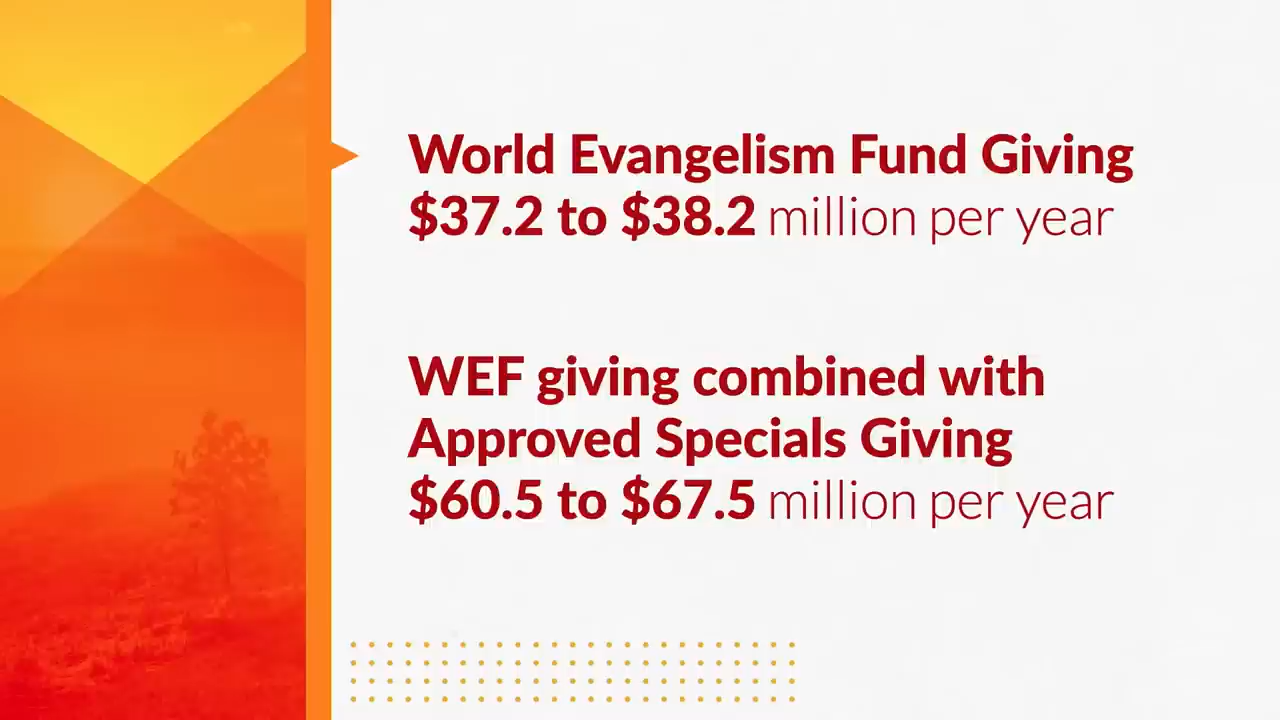 World Evangelism Fund Giving
$37.2 to $38.2 million per year
WEF giving combined with
Approved Specials Giving
$60.5 to $67.5 million per year